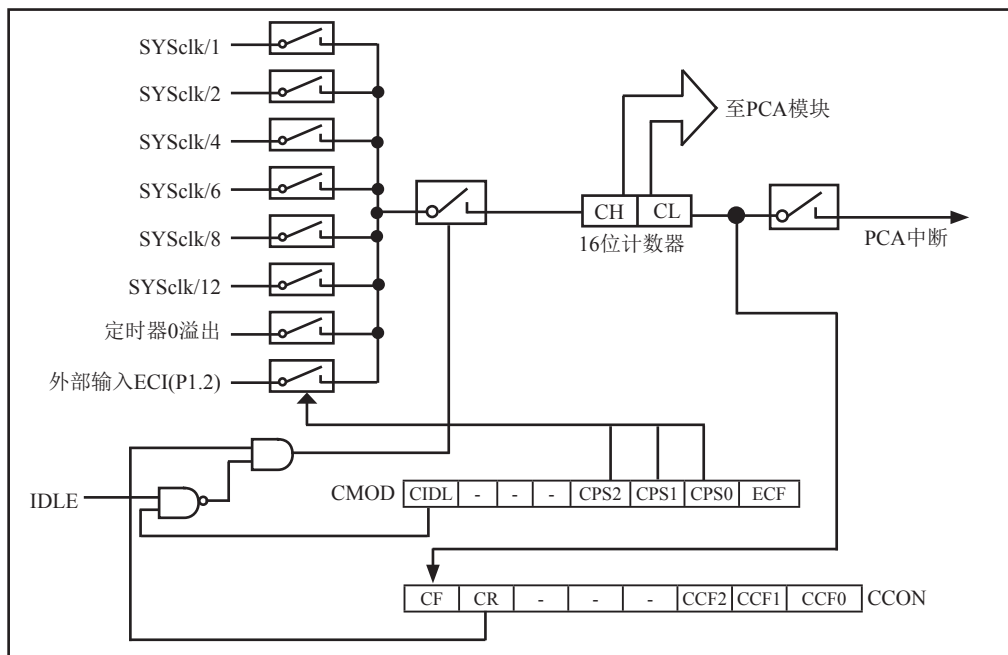 SYSclk/1
SYSclk/2
SYSclk/4
SYSclk/6
SYSclk/8
SYSclk/12
定时器0溢出
外部输入ECI(P1.2)
至PCA模块
CH CL
16位计数器
PCA中断
IDLE
CMOD CIDL - - - CPS2 CPS1 CPS0 ECF
CF CR - - - CCF2 CCF1 CCF0 CCON